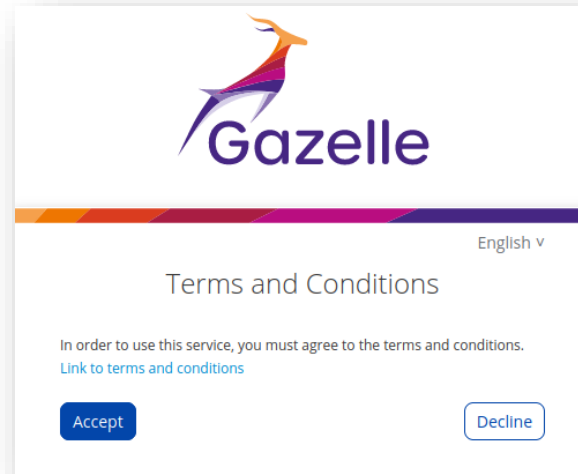 Gazelle
English v
Terms and Conditions
In order to use this service, you must agree to the terms and conditions.
Link to terms and conditions
Accept
Decline